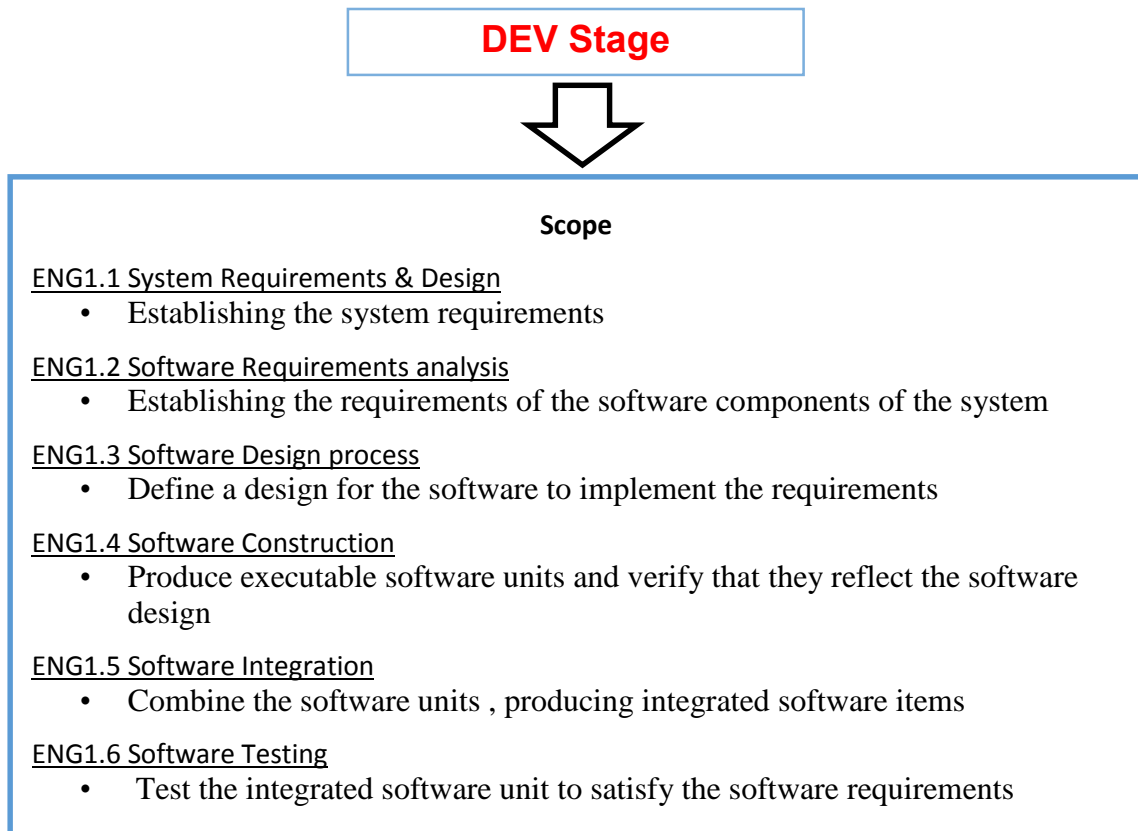 DEV Stage
Scope
ENG1.1 System Requirements & Design
• Establishing the system requirements
ENG1.2 Software Requirements analysis
• Establishing the requirements of the software components of the system
ENG1.3 Software Design process
• Define a design for the software to implement the requirements
ENG1.4 Software Construction
• Produce executable software units and verify that they reflect the software
design
ENG1.5 Software Integration
• Combine the software units , producing integrated software items
ENG1.6 Software Testing
• Test the integrated software unit to satisfy the software requirements